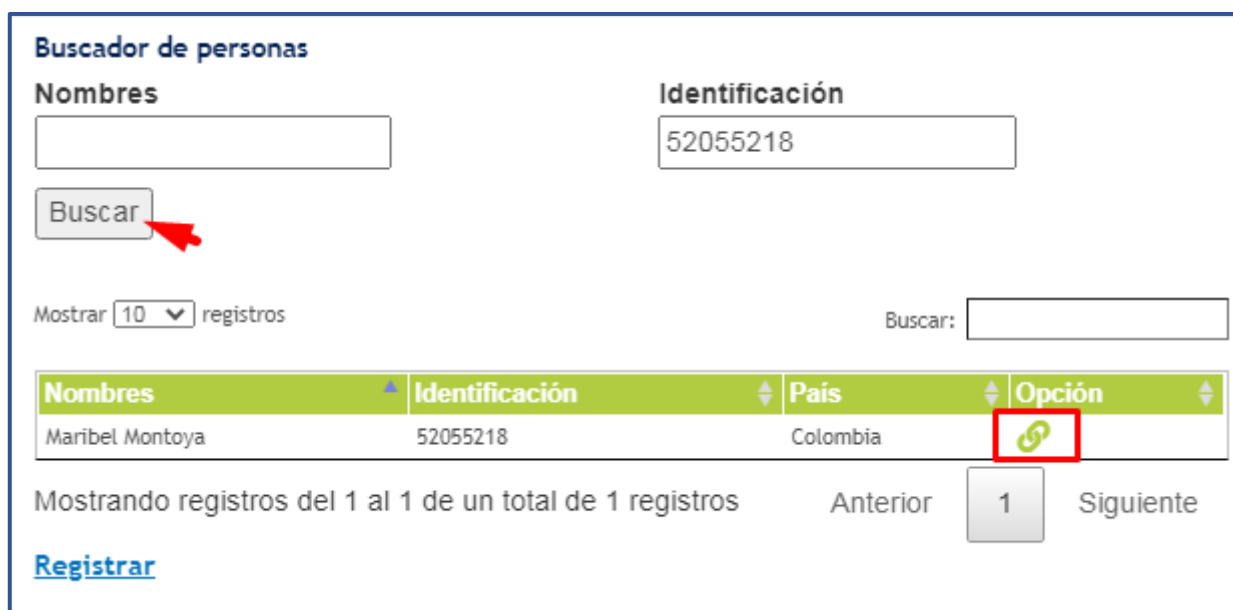 Buscador de personas
Nombres Identificación
52055218
Buscar
Mostrar 10 registros Buscar:
Nombres Identificación País Opción
Maribel Montoya 52055218 Colombia
Mostrando registros del 1 al 1 de un total de 1 registros Anterior 1 Siguiente
Registrar